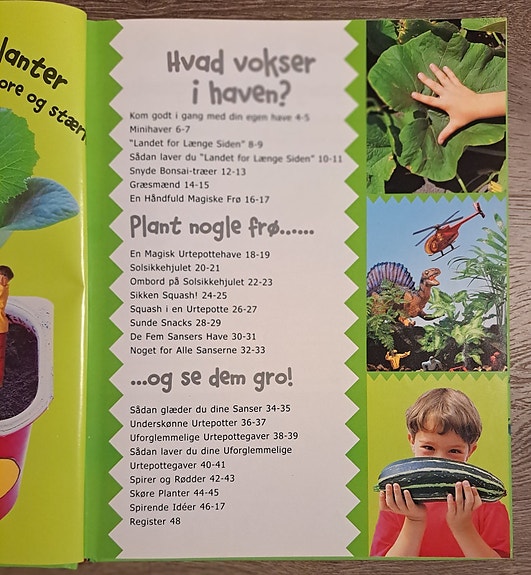 lanter
ore og stær
Hvad vokser
i haven?
Kom godt i gang med din egen have 4-5
Minihaver 6-7
"Landet for Længe Siden" 8-9
Sådan laver du "Landet for Længe Siden" 10-11
Snyde Bonsai-træer 12-13
Græsmænd 14-15
En Håndfuld Magiske Frø 16-17
Plant nogle frø......
En Magisk Urtepottehave 18-19
Solsikkehjulet 20-21
Ombord på Solsikkehjulet 22-23
Sikken Squash! 24-25
Squash i en Urtepotte 26-27
Sunde Snacks 28-29
De Fem Sansers Have 30-31
Noget for Alle Sanserne 32-33
...og se dem gro!
Sådan glæder du dine Sanser 34-35
Underskønne Urtepotter 36-37
Uforglemmelige Urtepottegaver 38-39
Sådan laver du dine Uforglemmelige
Urtepottegaver 40-41
Spirer og Rødder 42-43
Skøre Planter 44-45
Spirende Idéer 46-17
Register 48